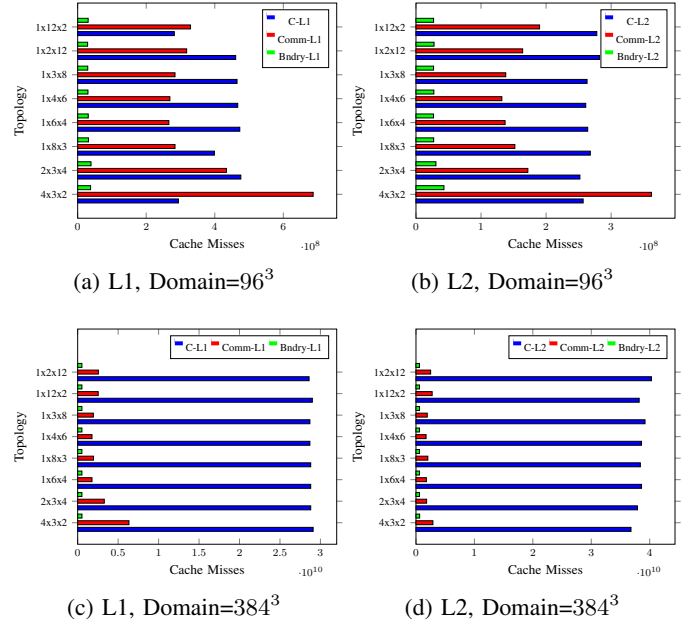 C-L1
Comm-L1
Bndry-L1
1x12x2
1x2x12
1x3x8
1x4x6
1x6x4
1x8x3
2x3x4
4x3x2
Topology
0 2 4 6
·10^8
Cache Misses
(a) L1, Domain=96^3
C-L2
Comm-L2
Bndry-L2
1x12x2
1x2x12
1x3x8
1x4x6
1x6x4
1x8x3
2x3x4
4x3x2
Topology
0 1 2 3
·10^8
Cache Misses
(b) L2, Domain=96^3
C-L1 Comm-L1 Bndry-L1
1x2x12
1x12x2
1x3x8
1x4x6
1x8x3
1x6x4
2x3x4
4x3x2
Topology
0 0.5 1 1.5 2 2.5 3
·10^10
Cache Misses
(c) L1, Domain=384^3
C-L2 Comm-L2 Bndry-L2
1x2x12
1x12x2
1x3x8
1x4x6
1x8x3
1x6x4
2x3x4
4x3x2
Topology
0 1 2 3 4
·10^10
Cache Misses
(d) L2, Domain=384^3